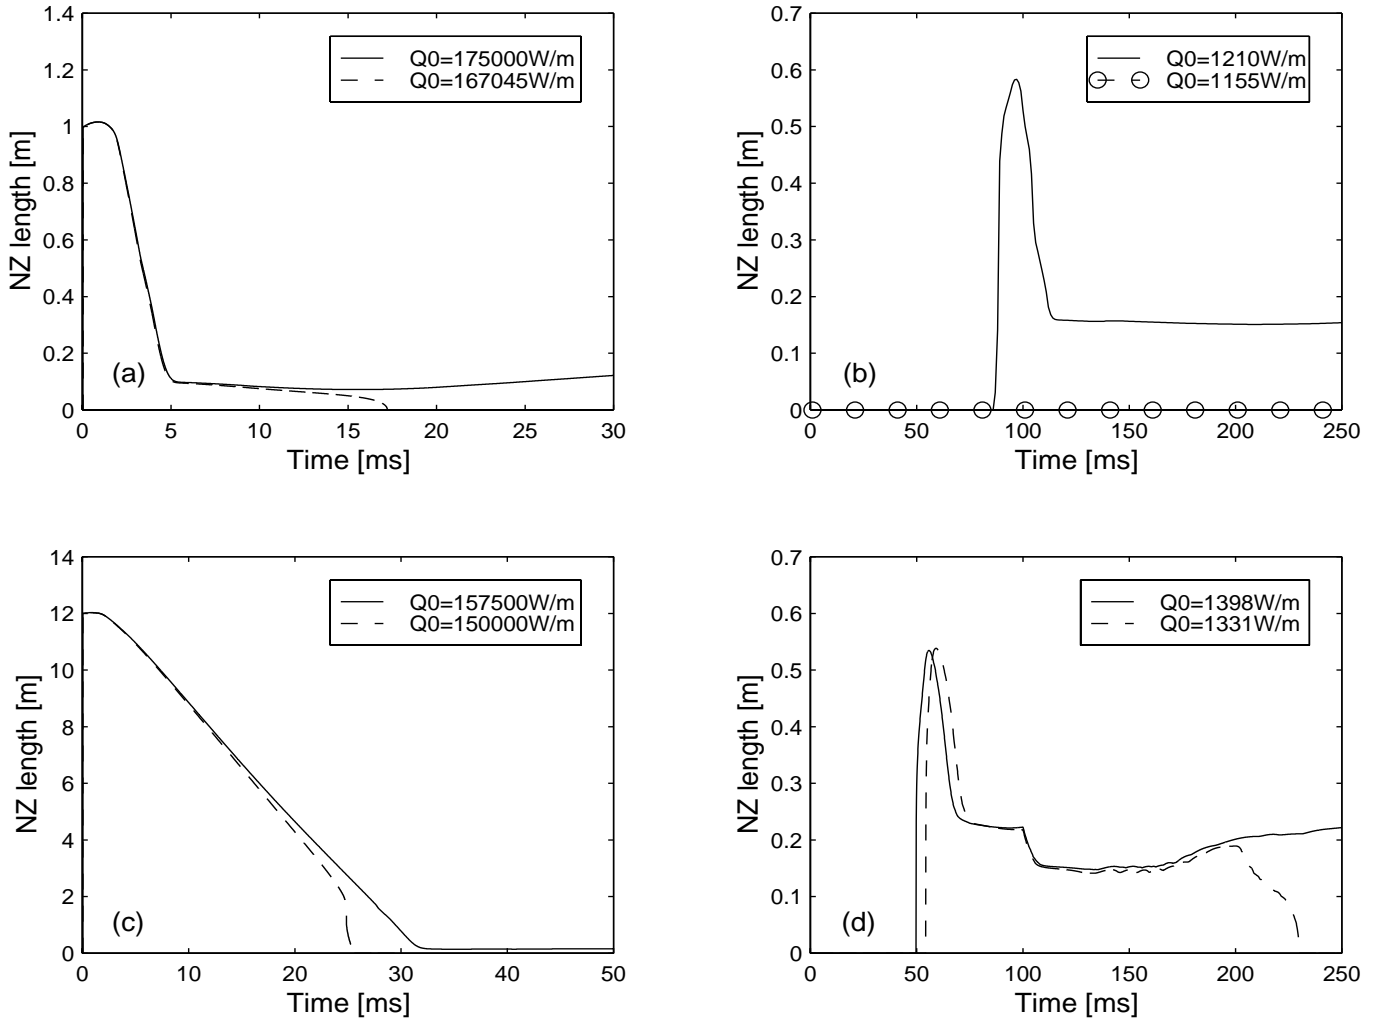 1.4
1.2
1
0.8
0.6
0.4
0.2
0
NZ length [m]
Q0=175000W/m
Q0=167045W/m
(a)
0 5 10 15 20 25 30
Time [ms]
0.7
0.6
0.5
0.4
0.3
0.2
0.1
0
NZ length [m]
Q0=1210W/m
Q0=1155W/m
(b)
0 50 100 150 200 250
Time [ms]
14
12
10
8
6
4
2
0
NZ length [m]
Q0=157500W/m
Q0=150000W/m
(c)
0 10 20 30 40 50
Time [ms]
0.7
0.6
0.5
0.4
0.3
0.2
0.1
0
NZ length [m]
Q0=1398W/m
Q0=1331W/m
(d)
0 50 100 150 200 250
Time [ms]